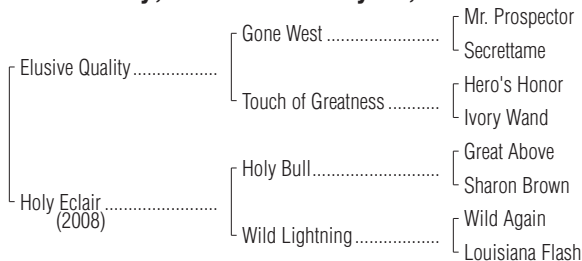 Mr. Prospector
Gone West
Secrettame
Elusive Quality
Hero's Honor
Touch of Greatness
Ivory Wand
Great Above
Holy Bull
Sharon Brown
Holy Eclair
(2008)
Wild Again
Wild Lightning
Louisiana Flash